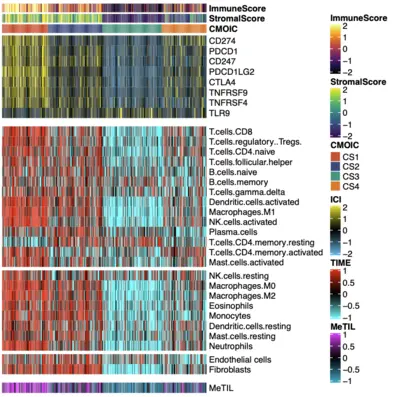 ImmuneScore
StromalScore
CMOIC
CD274
PDCD1
CD247
PDCD1LG2
CTLA4
TNFRSF9
TNFRSF4
TLR9
T.cells.CD8
T.cells.regulatory..Tregs.
T.cells.CD4.naive
T.cells.follicular.helper
B.cells.naive
B.cells.memory
T.cells.gamma.delta
Dendritic.cells.activated
Macrophages.M1
NK.cells.activated
Plasma.cells
T.cells.CD4.memory.resting
T.cells.CD4.memory.activated
Mast.cells.activated
NK.cells.resting
Macrophages.M0
Macrophages.M2
Eosinophils
Monocytes
Dendritic.cells.resting
Mast.cells.resting
Neutrophils
Endothelial cells
Fibroblasts
MeTIL
ImmuneScore
2
1
0
−1
−2
StromalScore
2
1
0
−1
−2
CMOIC
CS1
CS2
CS3
CS4
ICI
2
1
0
−1
−2
TIME
1
0.5
0
−0.5
−1
MeTIL
1
0.5
0
−0.5
−1